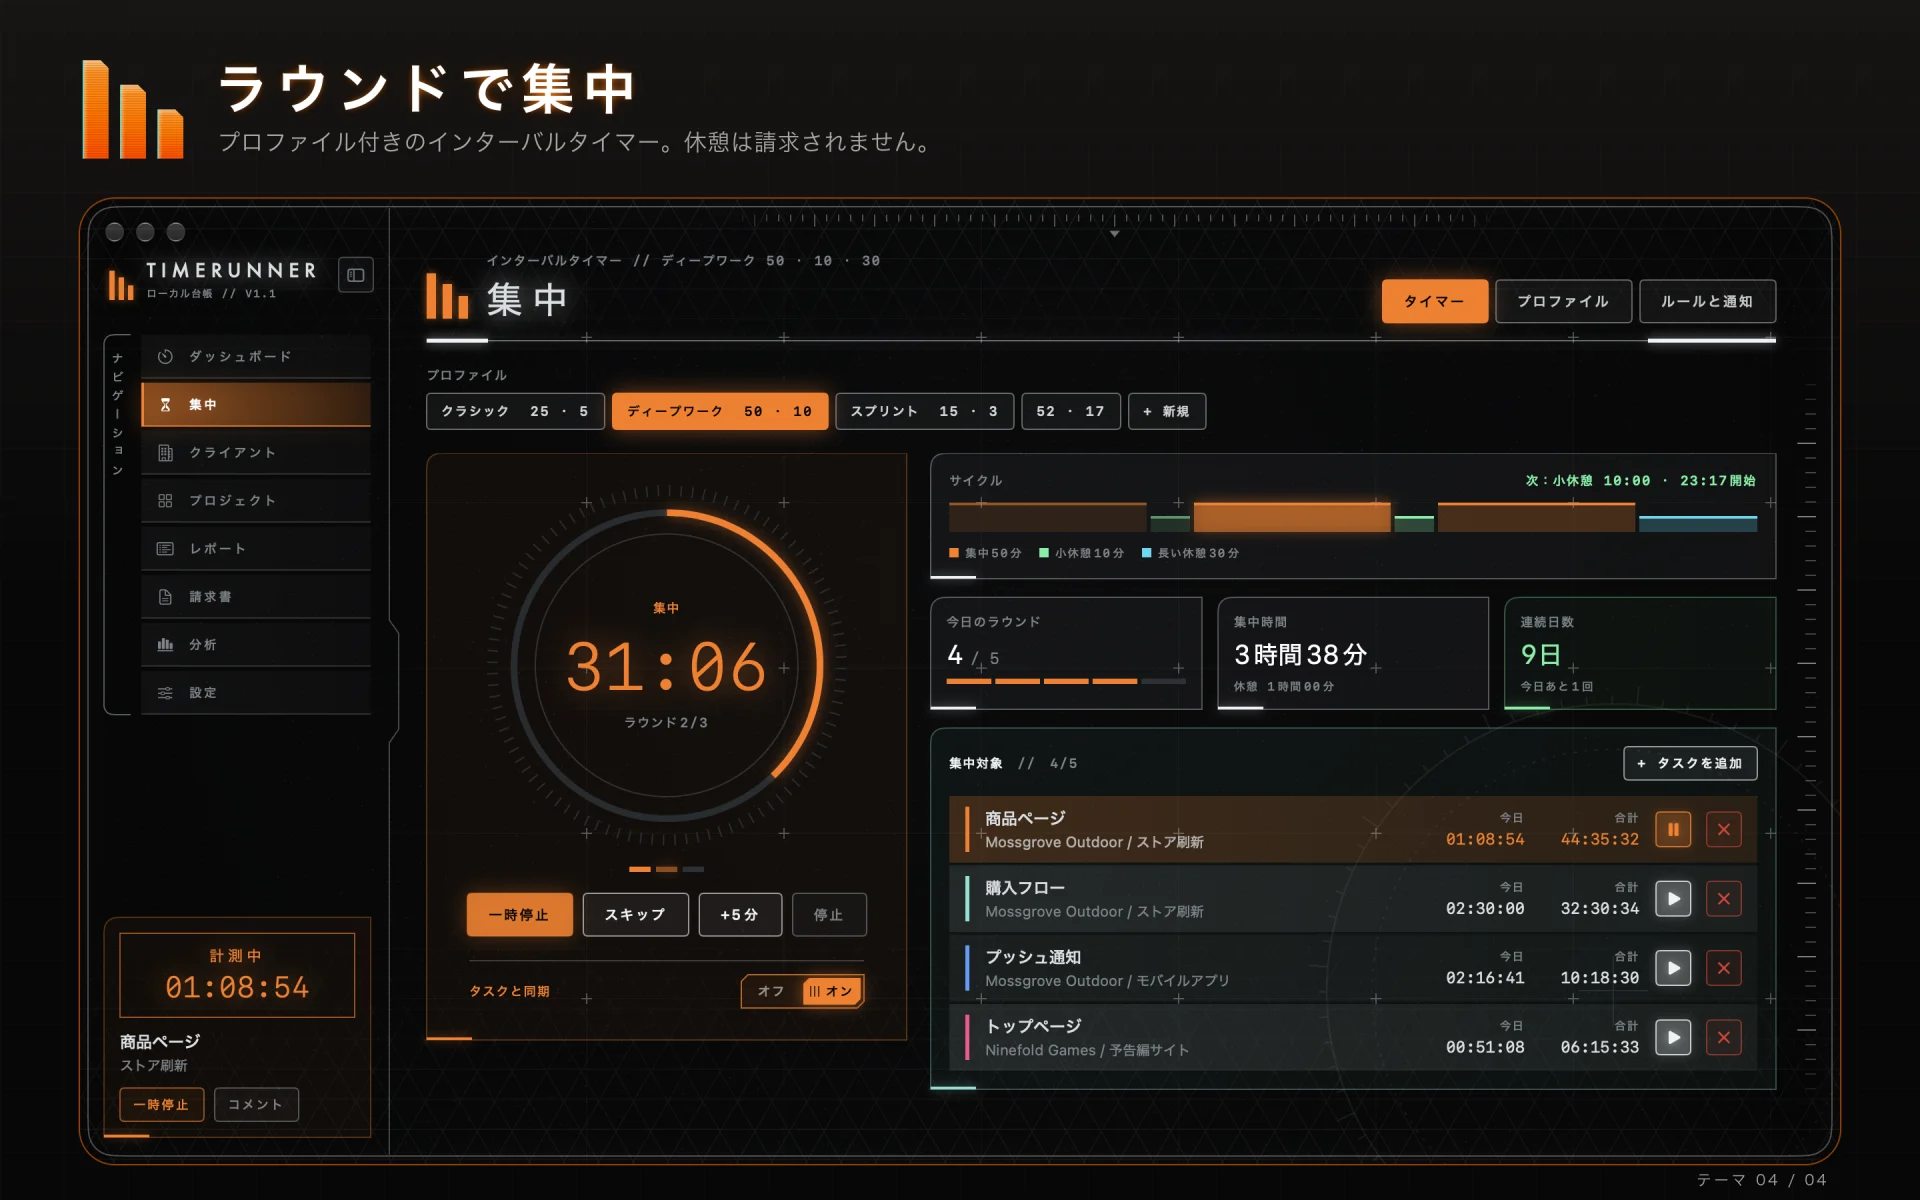 ラウンドで集中
プロファイル付きのインターバルタイマー。休憩は請求されません。
TIMERUNNER
ローカル台帳 // V1.1
ナビゲーション
ダッシュボード
集中
クライアント
プロジェクト
レポート
請求書
分析
設定
計測中
01:08:54
商品ページ
ストア刷新
一時停止
コメント
インターバルタイマー // ディープワーク 50 · 10 · 30
集中
タイマー
プロファイル
ルールと通知
プロファイル
クラシック 25 · 5
ディープワーク 50 · 10
スプリント 15 · 3
52 · 17
+ 新規
集中
31:06
ラウンド2/3
一時停止
スキップ
+5分
停止
タスクと同期
オフ
オン
サイクル
次：小休憩 10:00 · 23:17開始
集中50分
小休憩10分
長い休憩30分
今日のラウンド
4 / 5
集中時間
3時間38分
休憩 1時間00分
連続日数
9日
今日あと1回
集中対象 // 4/5
+ タスクを追加
商品ページ
Mossgrove Outdoor / ストア刷新
今日
01:08:54
合計
44:35:32
購入フロー
Mossgrove Outdoor / ストア刷新
今日
02:30:00
合計
32:30:34
プッシュ通知
Mossgrove Outdoor / モバイルアプリ
今日
02:16:41
合計
10:18:30
トップページ
Ninefold Games / 予告編サイト
今日
00:51:08
合計
06:15:33
テーマ 04 / 04